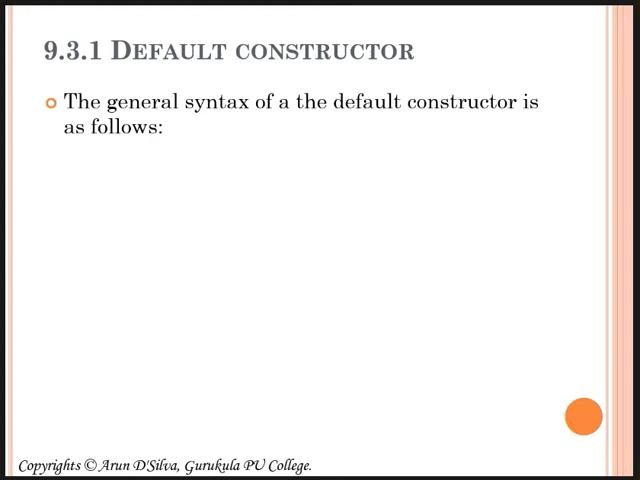 9.3.1 DEFAULT CONSTRUCTOR
The general syntax of a the default constructor is
as follows:
Copyrights © Arun D'Silva, Gurukula PU College.